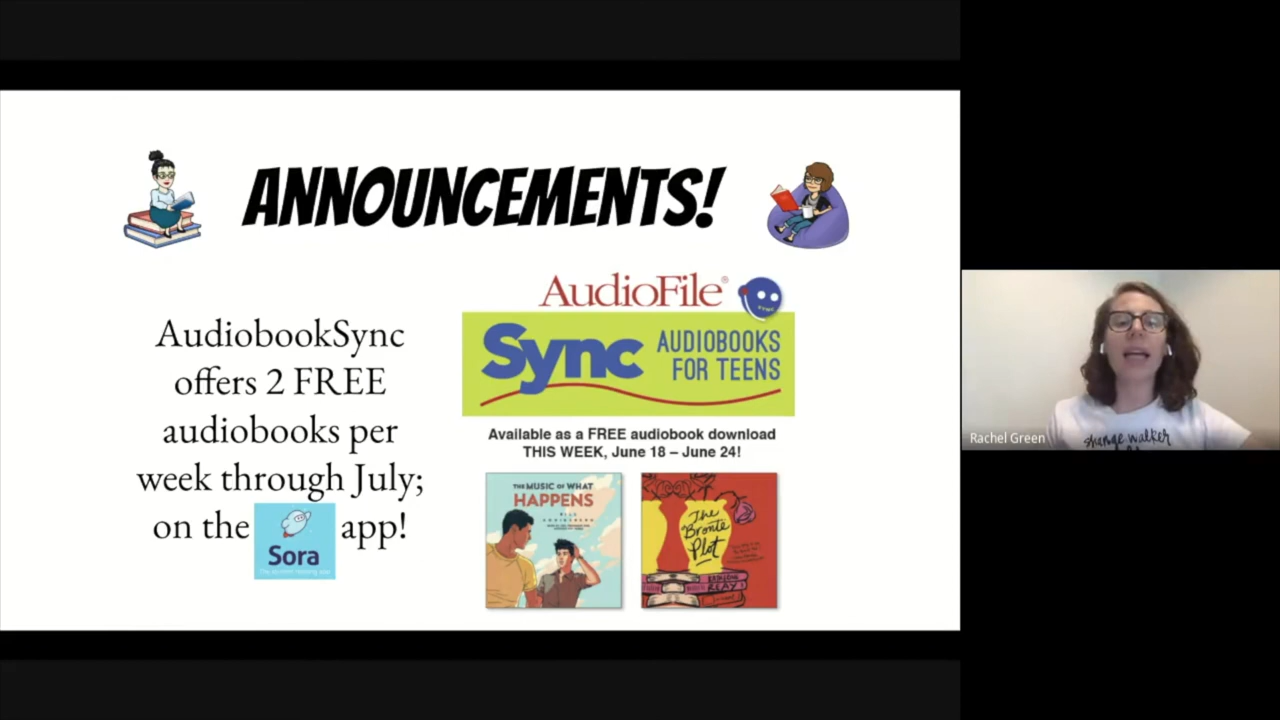 ANNOUNCEMENTS!
AudiobookSync
offers 2 FREE
audiobooks per
week through July;
on the Sora app!
AudioFile®
SYNC
Sync AUDIOBOOKS
FOR TEENS
Available as a FREE audiobook download
THIS WEEK, June 18 – June 24!
THE MUSIC OF WHAT
HAPPENS
The
Brontë
Plot
Rachel Green
walker